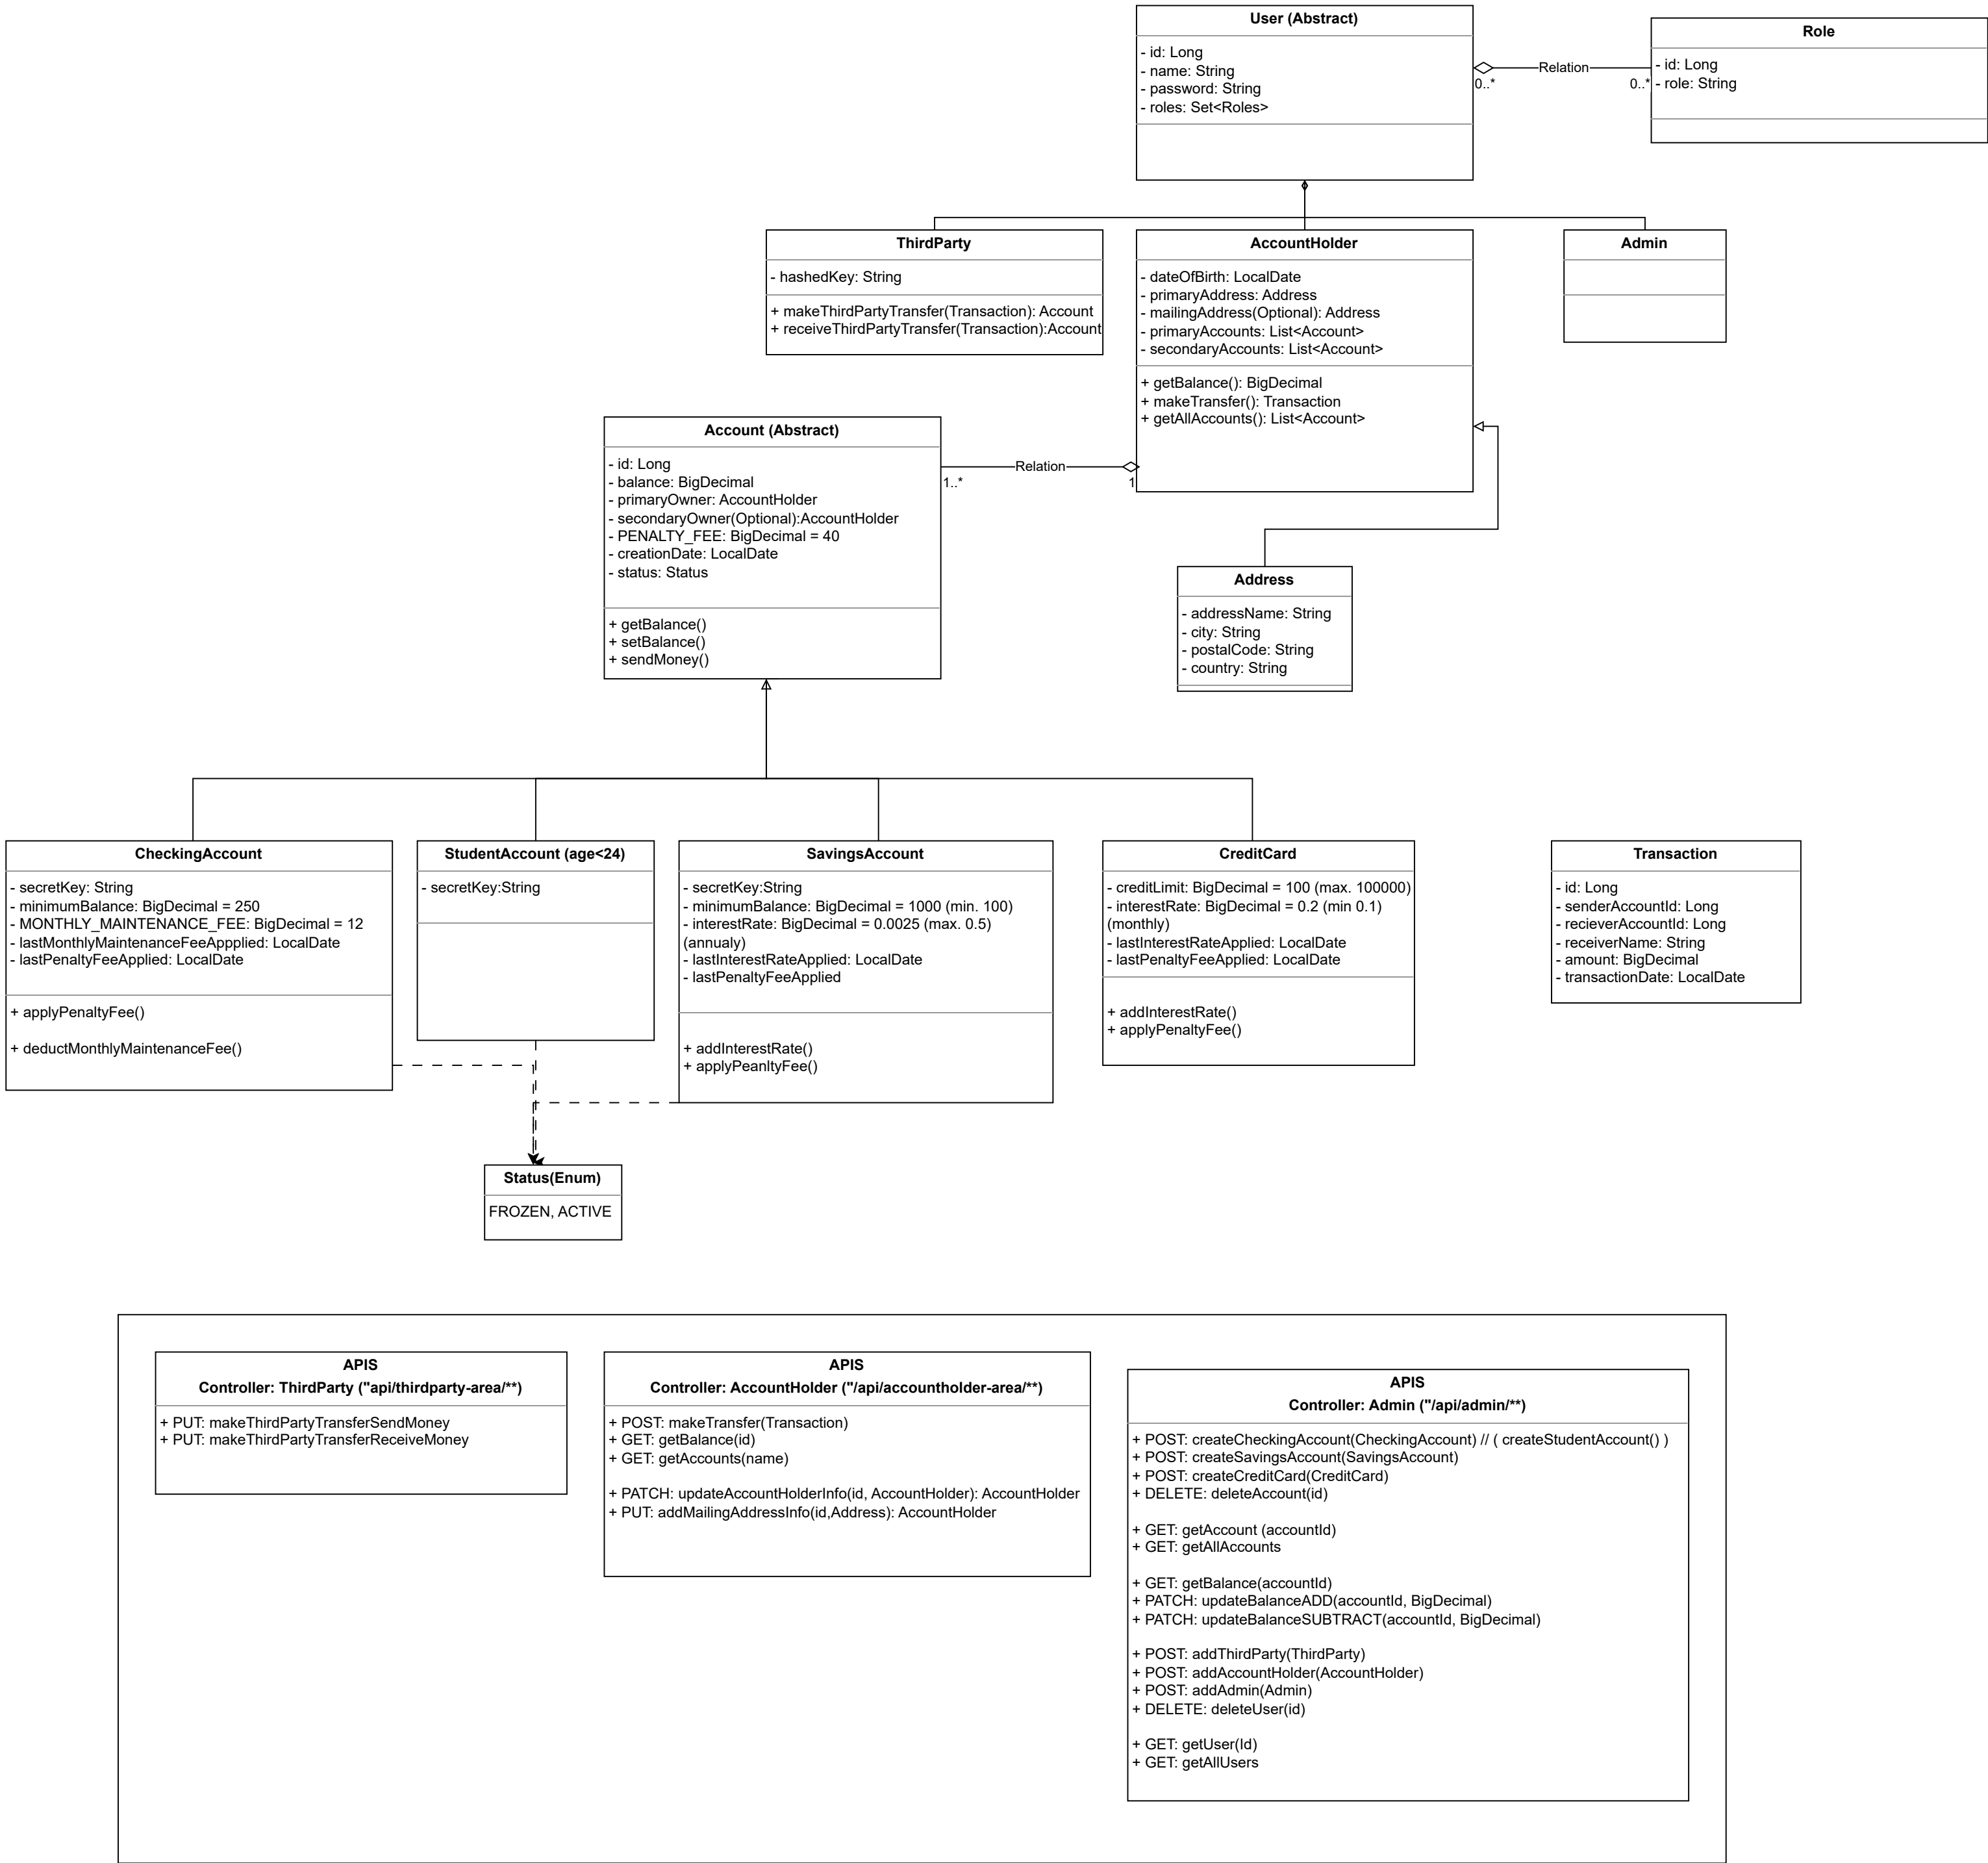 User (Abstract)
- id: Long
- name: String
- password: String
- roles: Set<Roles>
Relation
0..*
0..*
Role
- id: Long
- role: String
ThirdParty
- hashedKey: String
+ makeThirdPartyTransfer(Transaction): Account
+ receiveThirdPartyTransfer(Transaction):Account
AccountHolder
- dateOfBirth: LocalDate
- primaryAddress: Address
- mailingAddress(Optional): Address
- primaryAccounts: List<Account>
- secondaryAccounts: List<Account>
+ getBalance(): BigDecimal
+ makeTransfer(): Transaction
+ getAllAccounts(): List<Account>
Admin
Account (Abstract)
- id: Long
- balance: BigDecimal
- primaryOwner: AccountHolder
- secondaryOwner(Optional):AccountHolder
- PENALTY_FEE: BigDecimal = 40
- creationDate: LocalDate
- status: Status
+ getBalance()
+ setBalance()
+ sendMoney()
Relation
1..*
1
Address
- addressName: String
- city: String
- postalCode: String
- country: String
CheckingAccount
- secretKey: String
- minimumBalance: BigDecimal = 250
- MONTHLY_MAINTENANCE_FEE: BigDecimal = 12
- lastMonthlyMaintenanceFeeAppplied: LocalDate
- lastPenaltyFeeApplied: LocalDate
+ applyPenaltyFee()
+ deductMonthlyMaintenanceFee()
StudentAccount (age<24)
- secretKey:String
SavingsAccount
- secretKey:String
- minimumBalance: BigDecimal = 1000 (min. 100)
- interestRate: BigDecimal = 0.0025 (max. 0.5)
(annualy)
- lastInterestRateApplied: LocalDate
- lastPenaltyFeeApplied
+ addInterestRate()
+ applyPeanltyFee()
CreditCard
- creditLimit: BigDecimal = 100 (max. 100000)
- interestRate: BigDecimal = 0.2 (min 0.1)
(monthly)
- lastInterestRateApplied: LocalDate
- lastPenaltyFeeApplied: LocalDate
+ addInterestRate()
+ applyPenaltyFee()
Transaction
- id: Long
- senderAccountId: Long
- recieverAccountId: Long
- receiverName: String
- amount: BigDecimal
- transactionDate: LocalDate
Status(Enum)
FROZEN, ACTIVE
APIS
Controller: ThirdParty ("api/thirdparty-area/**)
+ PUT: makeThirdPartyTransferSendMoney
+ PUT: makeThirdPartyTransferReceiveMoney
APIS
Controller: AccountHolder ("/api/accountholder-area/**)
+ POST: makeTransfer(Transaction)
+ GET: getBalance(id)
+ GET: getAccounts(name)
+ PATCH: updateAccountHolderInfo(id, AccountHolder): AccountHolder
+ PUT: addMailingAddressInfo(id,Address): AccountHolder
APIS
Controller: Admin ("/api/admin/**)
+ POST: createCheckingAccount(CheckingAccount) // ( createStudentAccount() )
+ POST: createSavingsAccount(SavingsAccount)
+ POST: createCreditCard(CreditCard)
+ DELETE: deleteAccount(id)
+ GET: getAccount (accountId)
+ GET: getAllAccounts
+ GET: getBalance(accountId)
+ PATCH: updateBalanceADD(accountId, BigDecimal)
+ PATCH: updateBalanceSUBTRACT(accountId, BigDecimal)
+ POST: addThirdParty(ThirdParty)
+ POST: addAccountHolder(AccountHolder)
+ POST: addAdmin(Admin)
+ DELETE: deleteUser(id)
+ GET: getUser(Id)
+ GET: getAllUsers